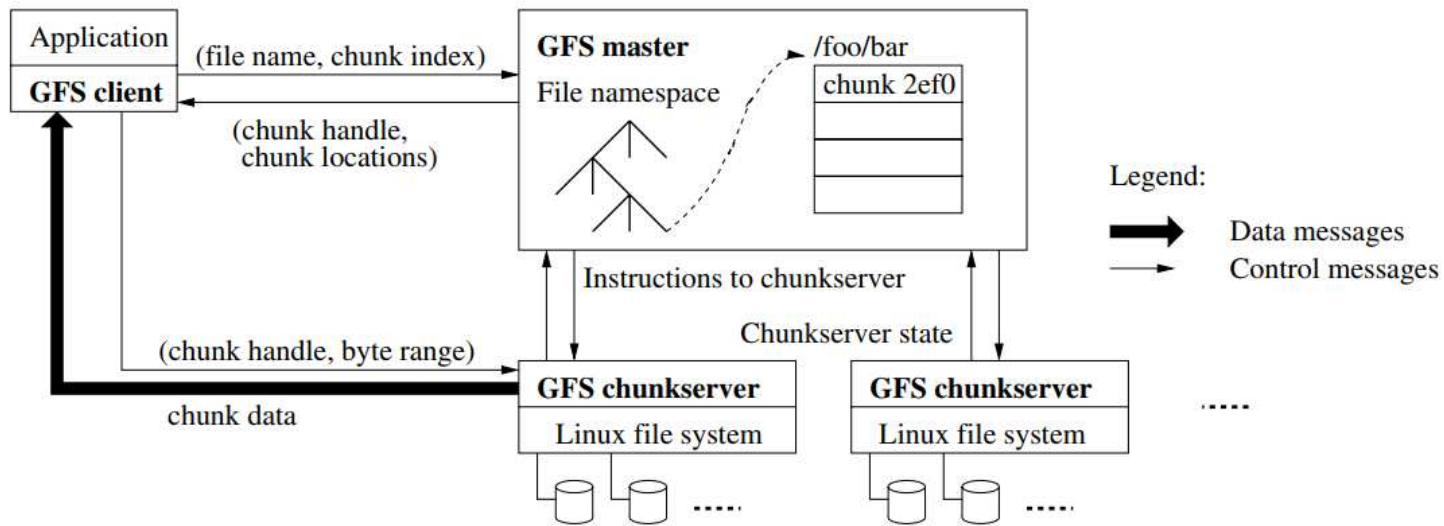 Application
GFS client
(file name, chunk index)
(chunk handle,
chunk locations)
GFS master
File namespace
/foo/bar
chunk 2ef0
Legend:
Data messages
Control messages
Instructions to chunkserver
Chunkserver state
(chunk handle, byte range)
chunk data
GFS chunkserver
Linux file system
GFS chunkserver
Linux file system